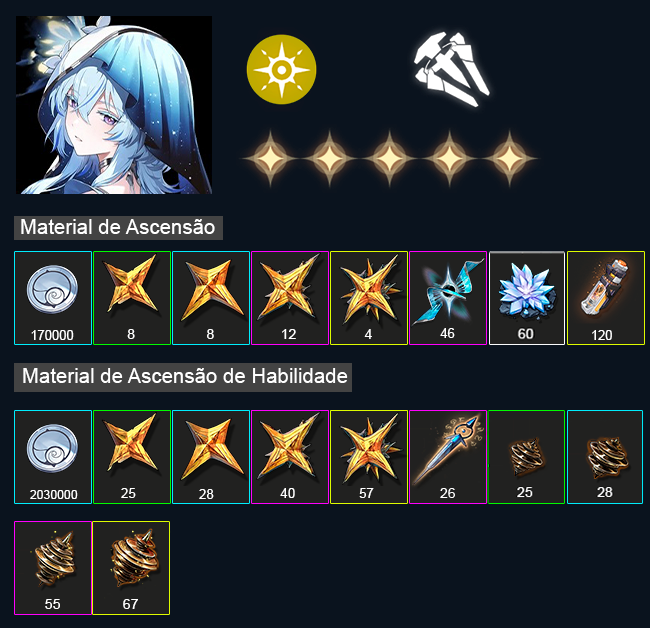 Material de Ascensão
170000 8 8 12 4 46 60 120
Material de Ascensão de Habilidade
2030000 25 28 40 57 26 25 28
55 67